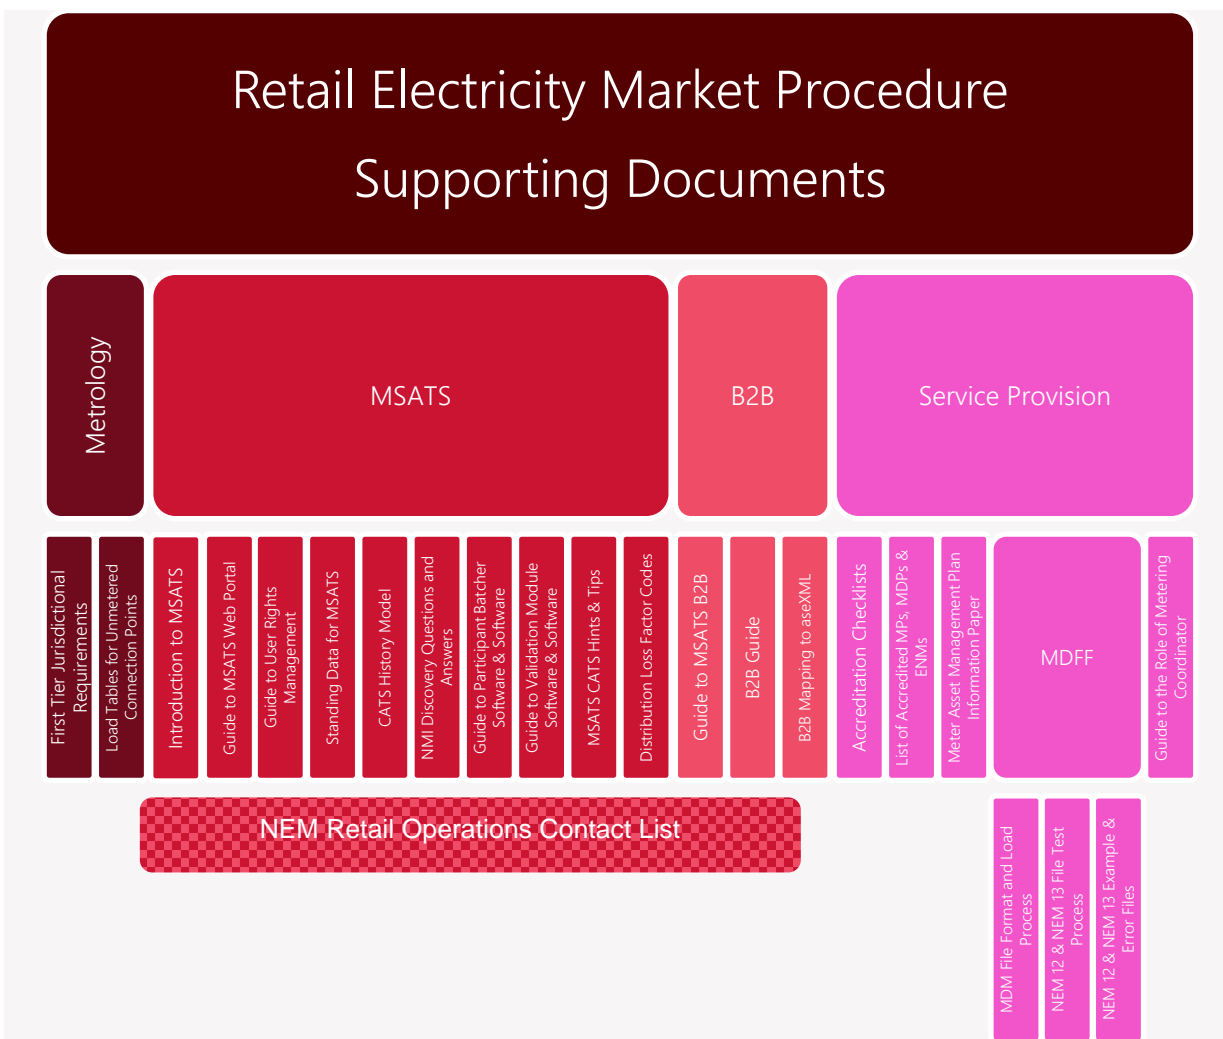 Retail Electricity Market Procedure
Supporting Documents
Metrology
MSATS
B2B
Service Provision
First Tier Jurisdictional
Requirements
Load Tables for Unmetered
Connection Points
Introduction to MSATS
Guide to MSATS Web Portal
Guide to User Rights
Management
Standing Data for MSATS
CATS History Model
NMI Discovery Questions and
Answers
Guide to Participant Batcher
Software & Software
Guide to Validation Module
Software & Software
MSATS CATS Hints & Tips
Distribution Loss Factor Codes
Guide to MSATS B2B
B2B Guide
B2B Mapping to aseXML
Accreditation Checklists
List of Accredited MPs, MDPs &
ENMs
Meter Asset Management Plan
Information Paper
MDFF
Guide to the Role of Metering
Coordinator
NEM Retail Operations Contact List
MDM File Format and Load
Process
NEM 12 & NEM 13 File Test
Process
NEM 12 & NEM 13 Example &
Error Files